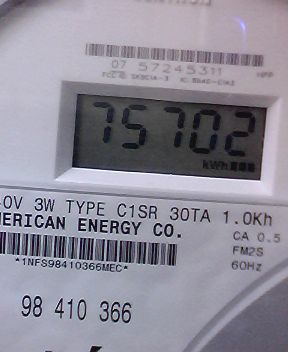 07 57245311
75702
kWh
0V 3W TYPE C1SR 30TA 1.0Kh
MERICAN ENERGY CO.
CA 0.5
FM2S
60Hz
*1NFS98410366MEC*
98 410 366